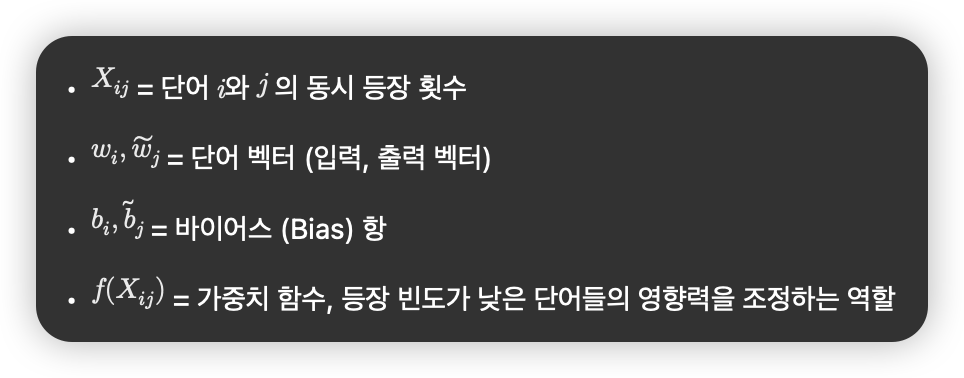 • X_{ij} = 단어 i와 j 의 동시 등장 횟수
• w_i, w̃_j = 단어 벡터 (입력, 출력 벡터)
• b_i, b̃_j = 바이어스 (Bias) 항
• f(X_{ij}) = 가중치 함수, 등장 빈도가 낮은 단어들의 영향력을 조정하는 역할